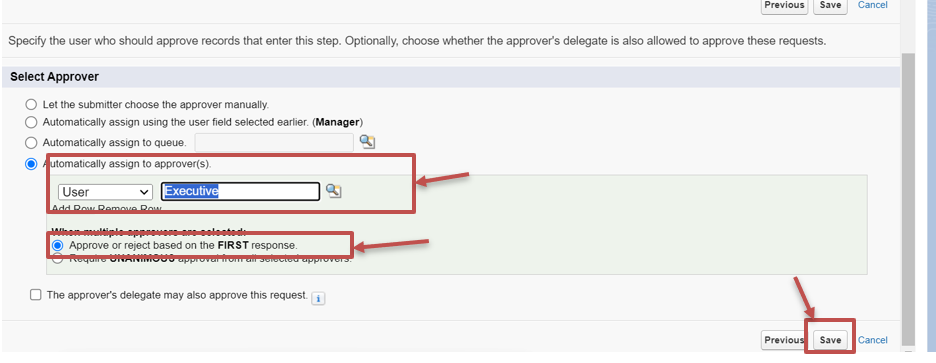 Previous Save Cancel
Specify the user who should approve records that enter this step. Optionally, choose whether the approver's delegate is also allowed to approve these requests.
Select Approver
Let the submitter choose the approver manually.
Automatically assign using the user field selected earlier. (Manager)
Automatically assign to queue.
Automatically assign to approver(s).
User Executive
Add Row Remove Row
When multiple approvers are selected:
Approve or reject based on the FIRST response.
Require UNANIMOUS approval from all selected approvers.
The approver's delegate may also approve this request. i
Previous Save Cancel